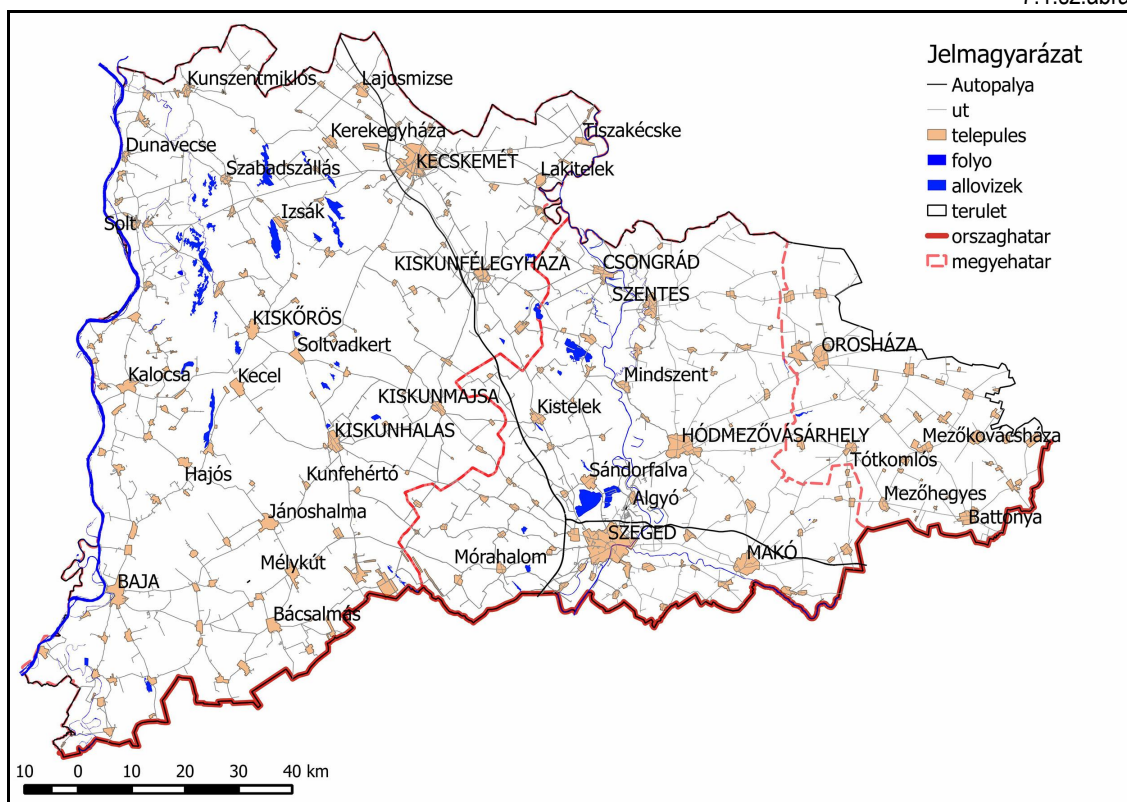 Jelmagyarázat
Autopalya
ut
telepules
folyo
allovizek
terulet
orszaghatar
megyehatar
Kunszentmiklós
Lajosmizse
Kerekegyháza
Tiszakécske
Dunavecse
KECSKEMÉT
Szabadszállás
Lakitelek
Izsák
Solt
KISKUNFÉLEGYHÁZA
CSONGRÁD
SZENTES
KISKŐRÖS
Soltvadkert
OROSHÁZA
Kalocsa
Kecel
Mindszent
KISKUNMAJSA
Kistelek
KISKUNHALAS
HÓDMEZŐVÁSÁRHELY
Mezőkovácsháza
Tótkomlós
Hajós
Kunfehértó
Sándorfalva
Algyó
Mezőhegyes
Jánoshalma
Battonya
SZEGED
Mórahalom
MAKÓ
Mélykút
BAJA
Bácsalmás
10 0 10 20 30 40 km